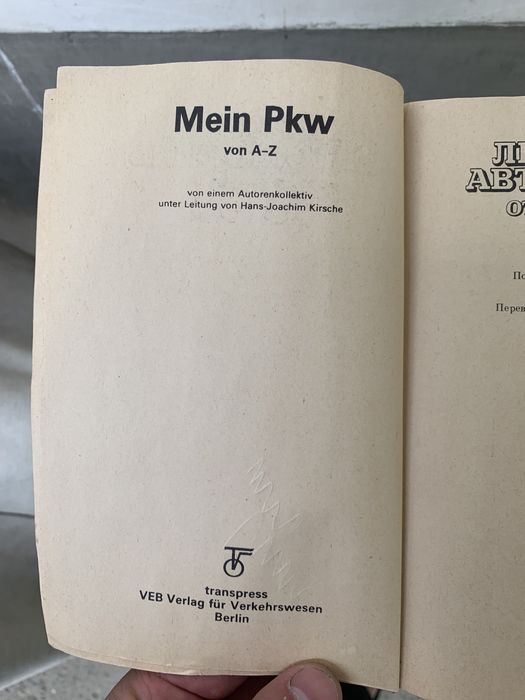 Mein Pkw
von A–Z
von einem Autorenkollektiv
unter Leitung von Hans-Joachim Kirsche
transpress
VEB Verlag für Verkehrswesen
Berlin